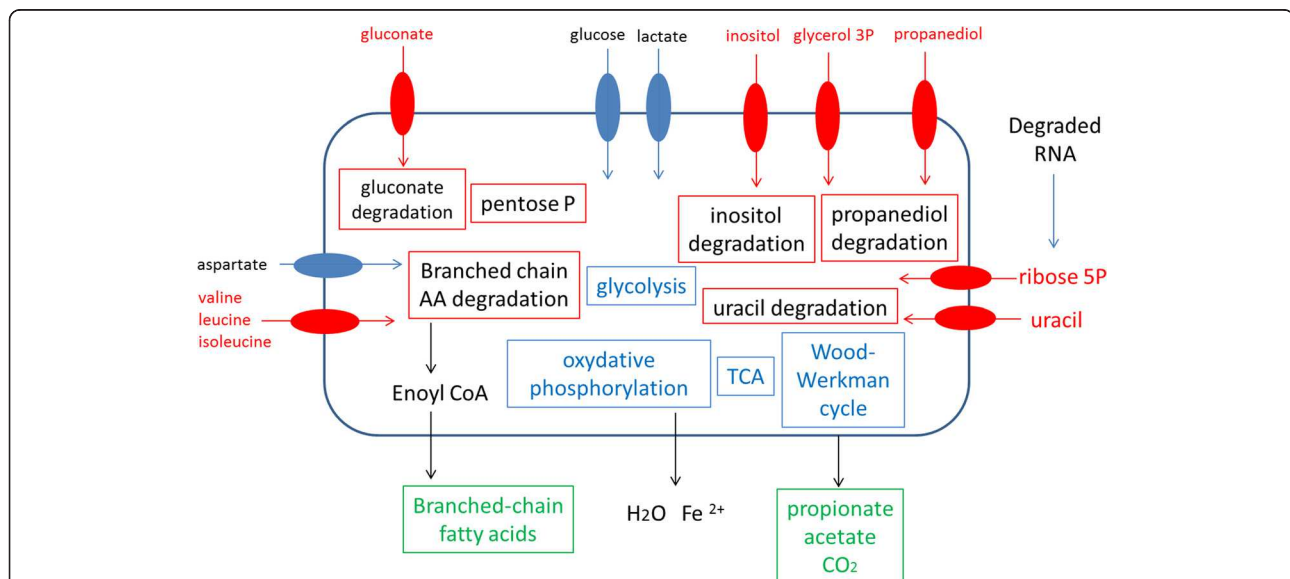 gluconate
glucose
lactate
inositol
glycerol 3P
propanediol
Degraded
RNA
gluconate
degradation
pentose P
inositol
degradation
propanediol
degradation
aspartate
valine
leucine
isoleucine
Branched chain
AA degradation
glycolysis
uracil degradation
ribose 5P
uracil
Enoyl CoA
oxydative
phosphorylation
TCA
Wood-
Werkman
cycle
Branched-chain
fatty acids
H2O Fe 2+
propionate
acetate
CO2